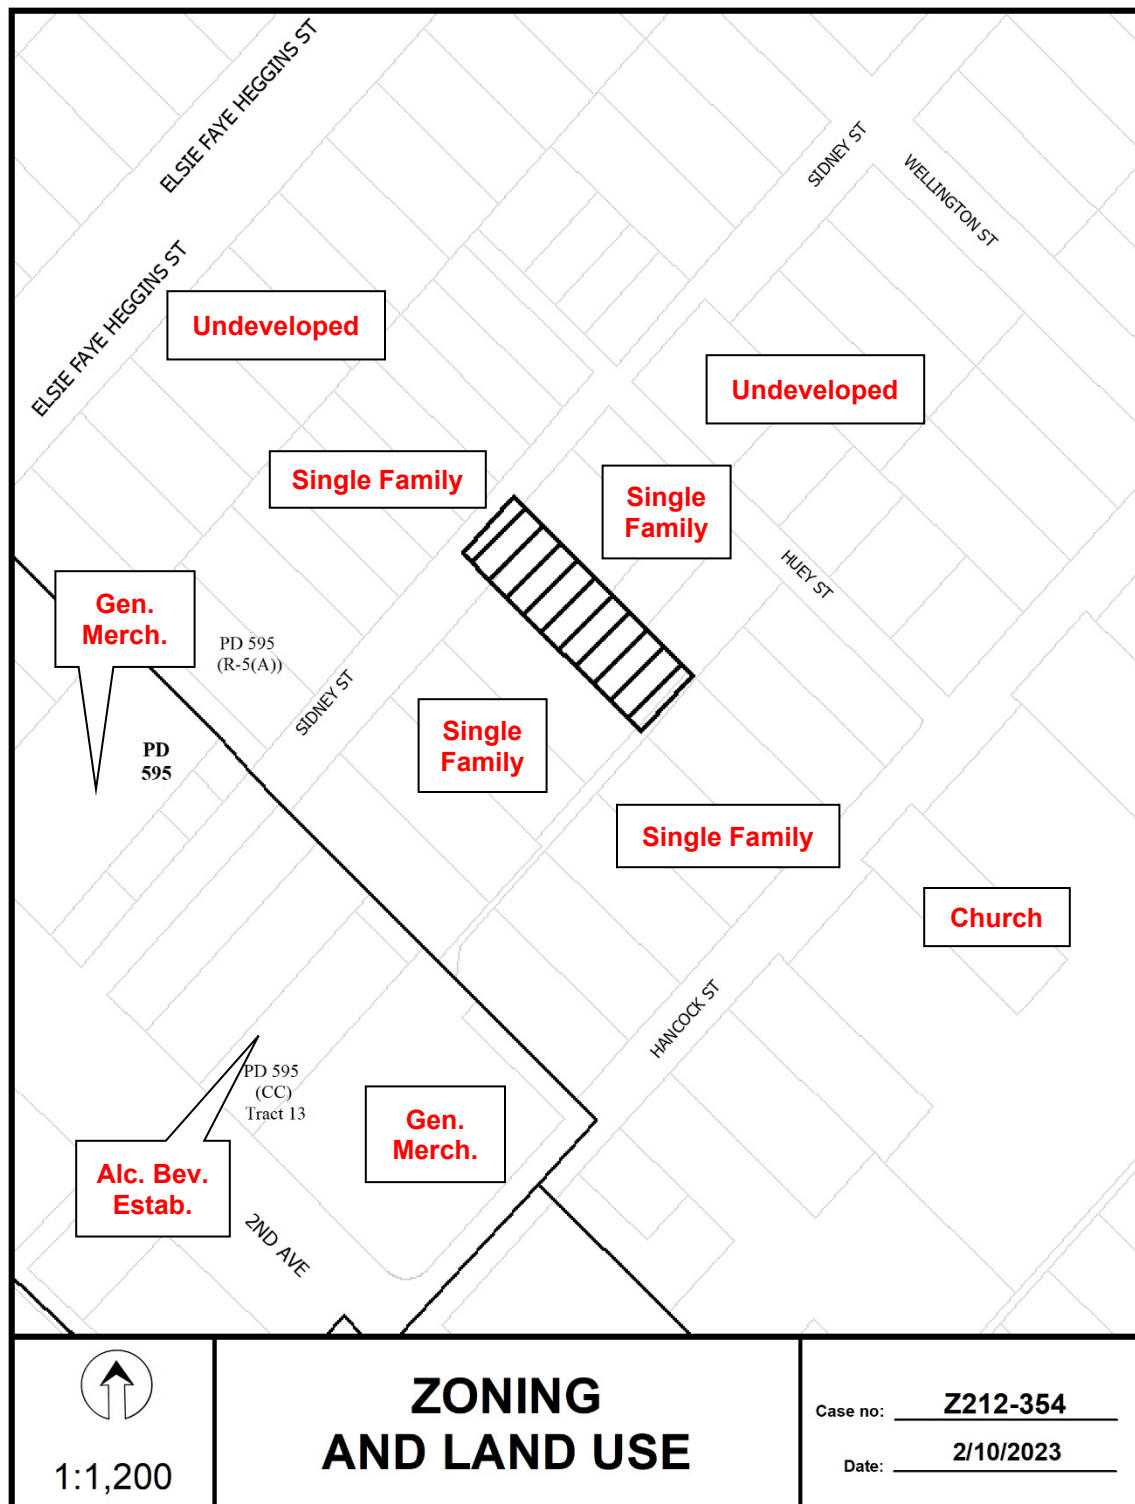 ELSIE FAYE HEGGINS ST
SIDNEY ST
WELLINGTON ST
ELSIE FAYE HEGGINS ST
Undeveloped
Undeveloped
Single Family
Single
Family
HUEY ST
Gen.
Merch.
PD 595
(R-5(A))
SIDNEY ST
PD
595
Single
Family
Single Family
Church
HANCOCK ST
PD 595
(CC)
Tract 13
Gen.
Merch.
Alc. Bev.
Estab.
2ND AVE
1:1,200
ZONING
AND LAND USE
Case no: Z212-354
Date: 2/10/2023